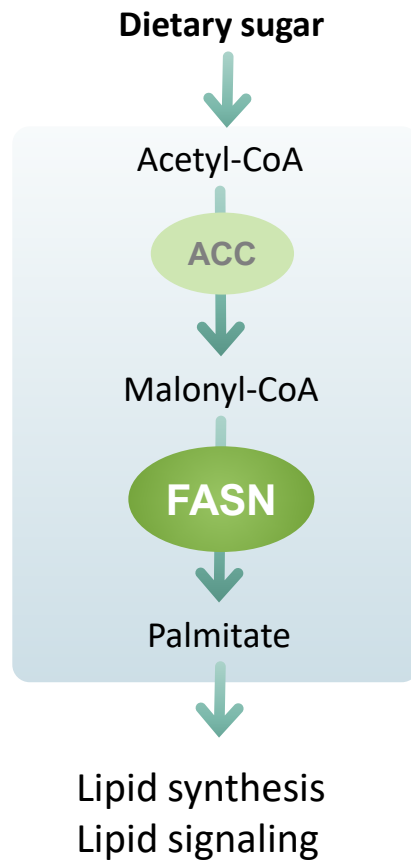 Dietary sugar
Acetyl-CoA
ACC
Malonyl-CoA
FASN
Palmitate
Lipid synthesis
Lipid signaling